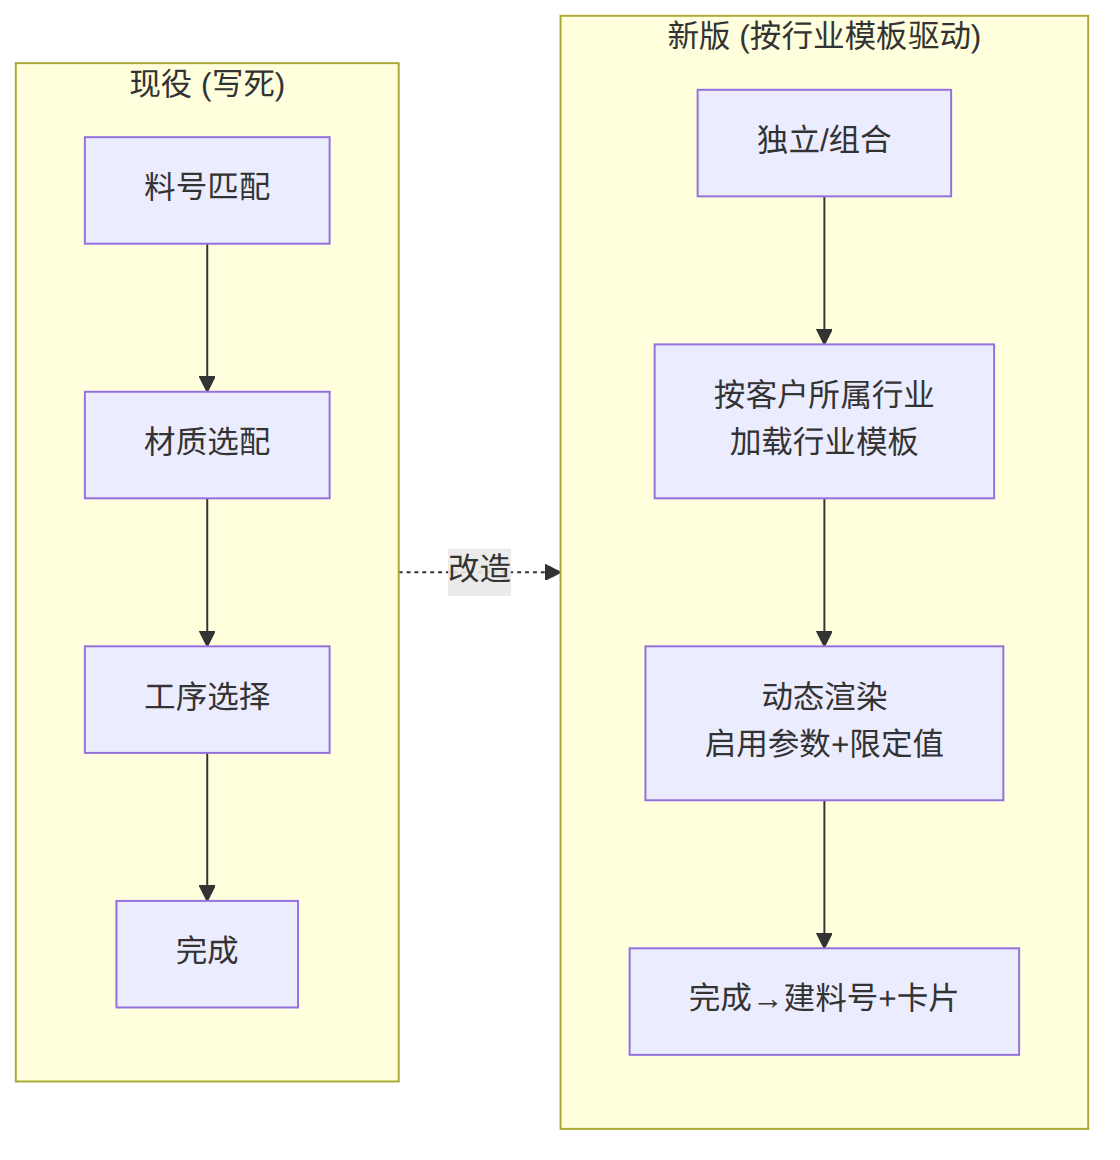 现役 (写死)
料号匹配
材质选配
工序选择
完成
改造
新版 (按行业模板驱动)
独立/组合
按客户所属行业
加载行业模板
动态渲染
启用参数+限定值
完成→建料号+卡片